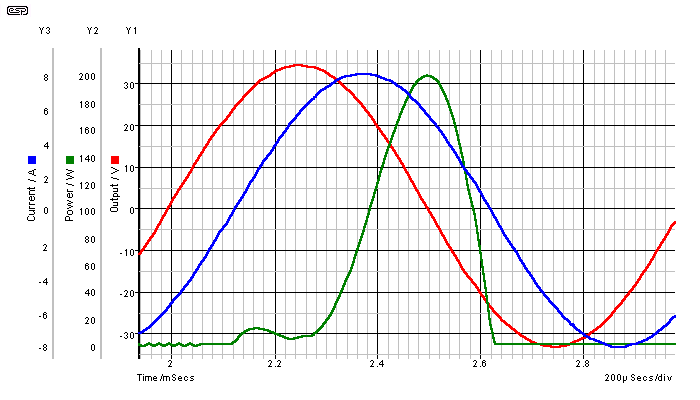 esp
Y3 Y2 Y1
8 200 30
6 180
160 20
4
140 10
2 120
0 100 0
2 80 -10
-4 60
40 -20
-6 20
-8 0 -30
Current / A
Power / W
Output / V
2 2.2 2.4 2.6 2.8
Time/mSecs 200µ Secs/div